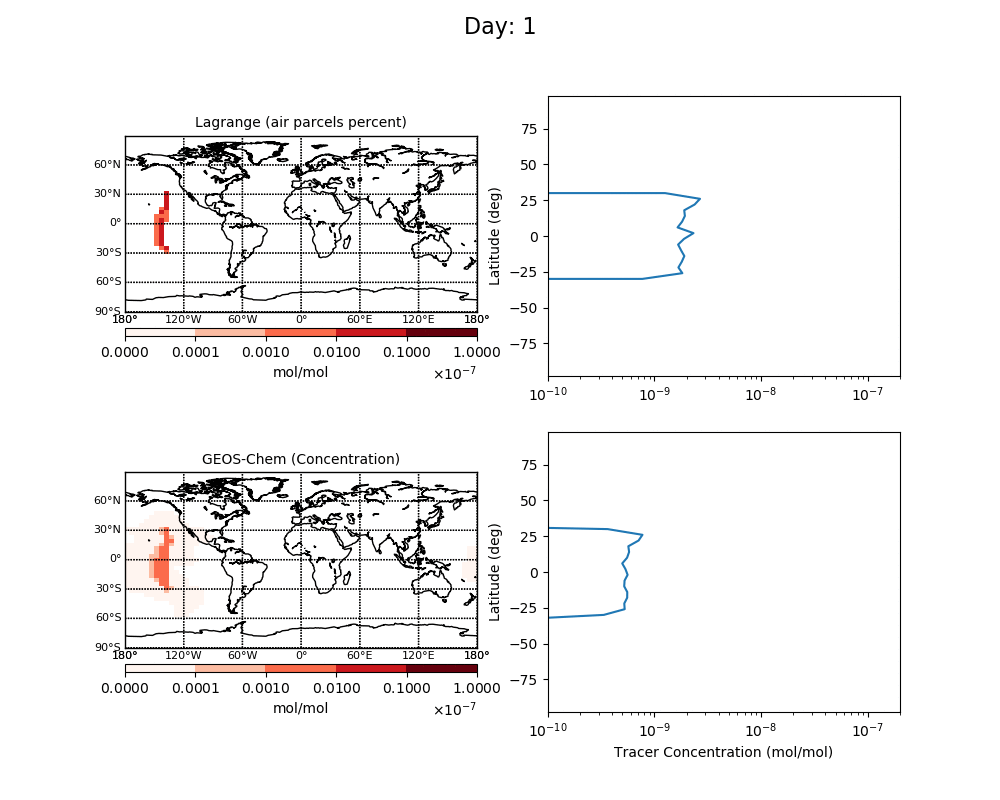 Day: 1
Lagrange (air parcels percent)
60°N
30°N
0°
30°S
60°S
90°S
180° 120°W 60°W 0° 60°E 120°E 180°
0.0000 0.0001 0.0010 0.0100 0.1000 1.0000
mol/mol ×10⁻⁷
Latitude (deg)
75
50
25
0
−25
−50
−75
10⁻¹⁰ 10⁻⁹ 10⁻⁸ 10⁻⁷
GEOS-Chem (Concentration)
60°N
30°N
0°
30°S
60°S
90°S
180° 120°W 60°W 0° 60°E 120°E 180°
0.0000 0.0001 0.0010 0.0100 0.1000 1.0000
mol/mol ×10⁻⁷
Latitude (deg)
75
50
25
0
−25
−50
−75
10⁻¹⁰ 10⁻⁹ 10⁻⁸ 10⁻⁷
Tracer Concentration (mol/mol)